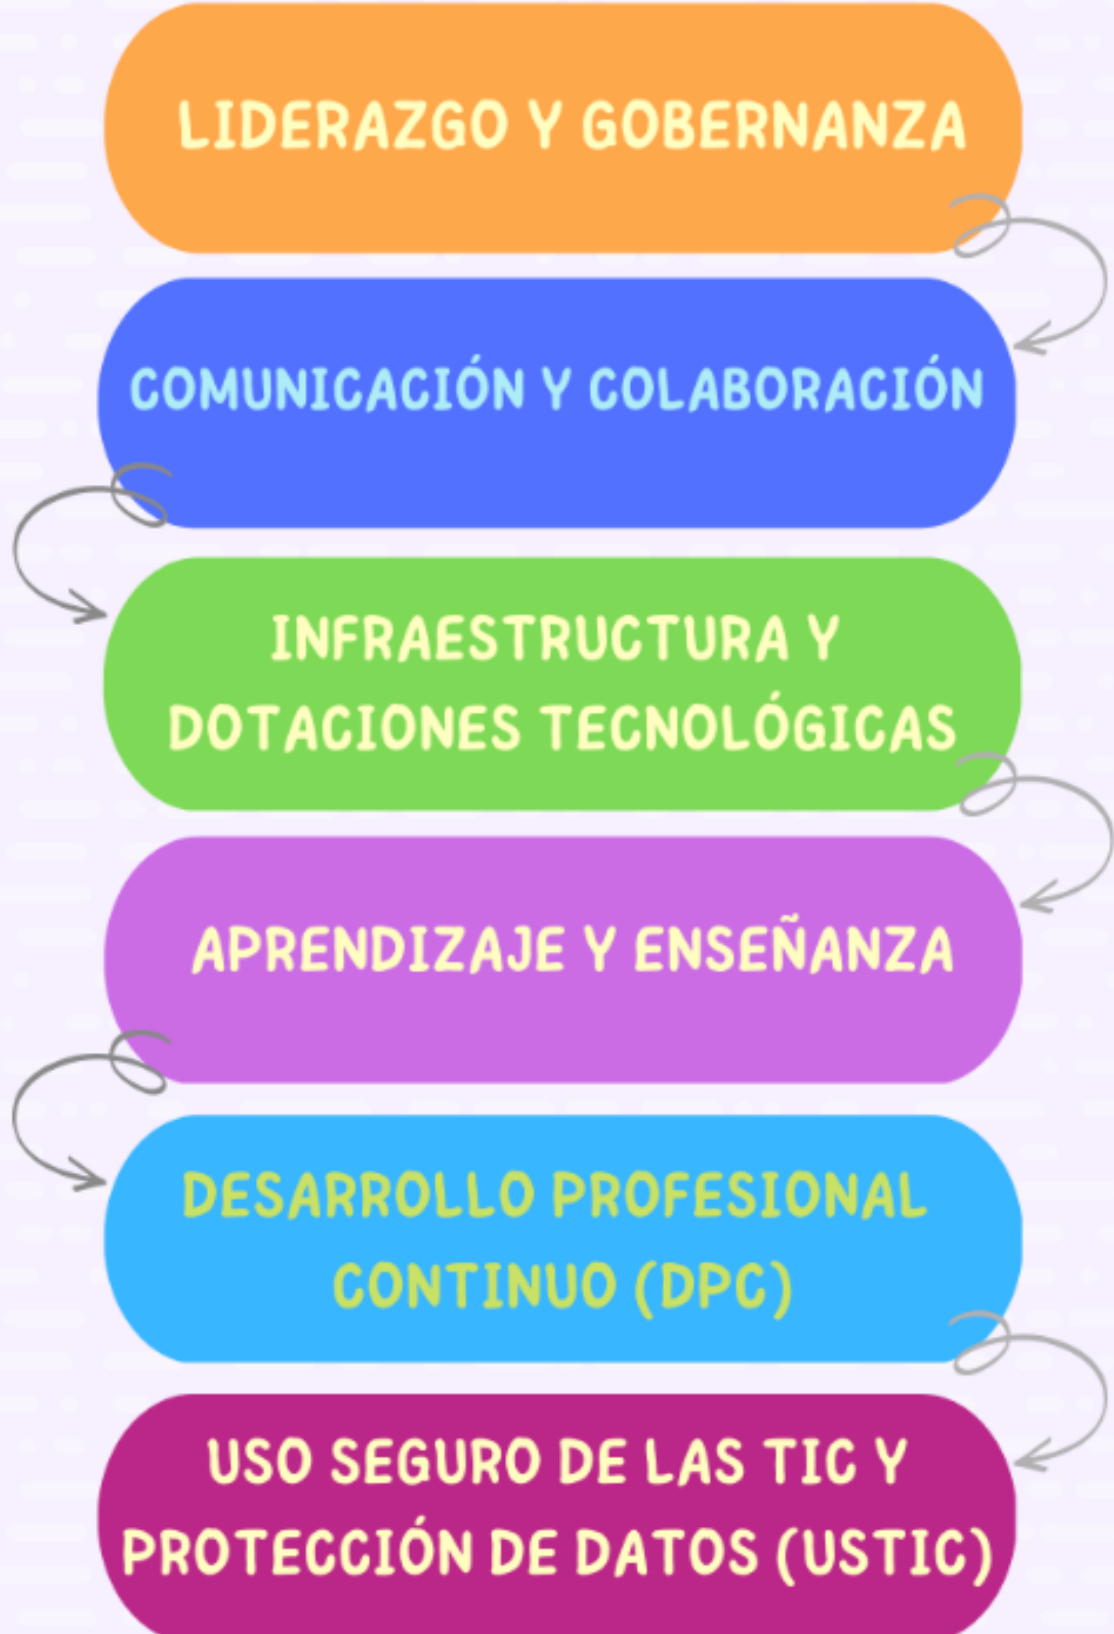 LIDERAZGO Y GOBERNANZA
COMUNICACIÓN Y COLABORACIÓN
INFRAESTRUCTURA Y
DOTACIONES TECNOLÓGICAS
APRENDIZAJE Y ENSEÑANZA
DESARROLLO PROFESIONAL
CONTINUO (DPC)
USO SEGURO DE LAS TIC Y
PROTECCIÓN DE DATOS (USTIC)